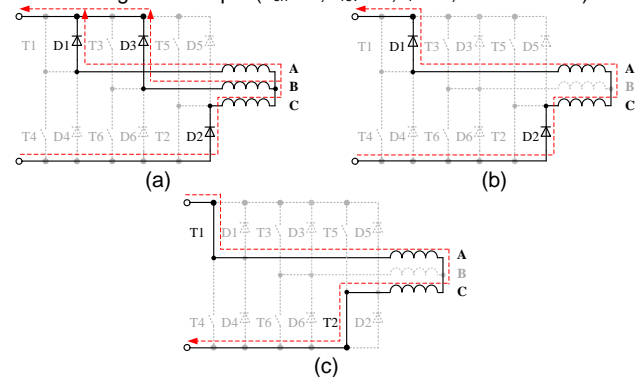 T1 D1 T3 D3 T5 D5
A
B
C
T4 D4 T6 D6 T2 D2
(a)
T1 D1 T3 D3 T5 D5
A
B
C
T4 D4 T6 D6 T2 D2
(b)
T1 D1 T3 D3 T5 D5
A
B
C
T4 D4 T6 D6 T2 D2
(c)